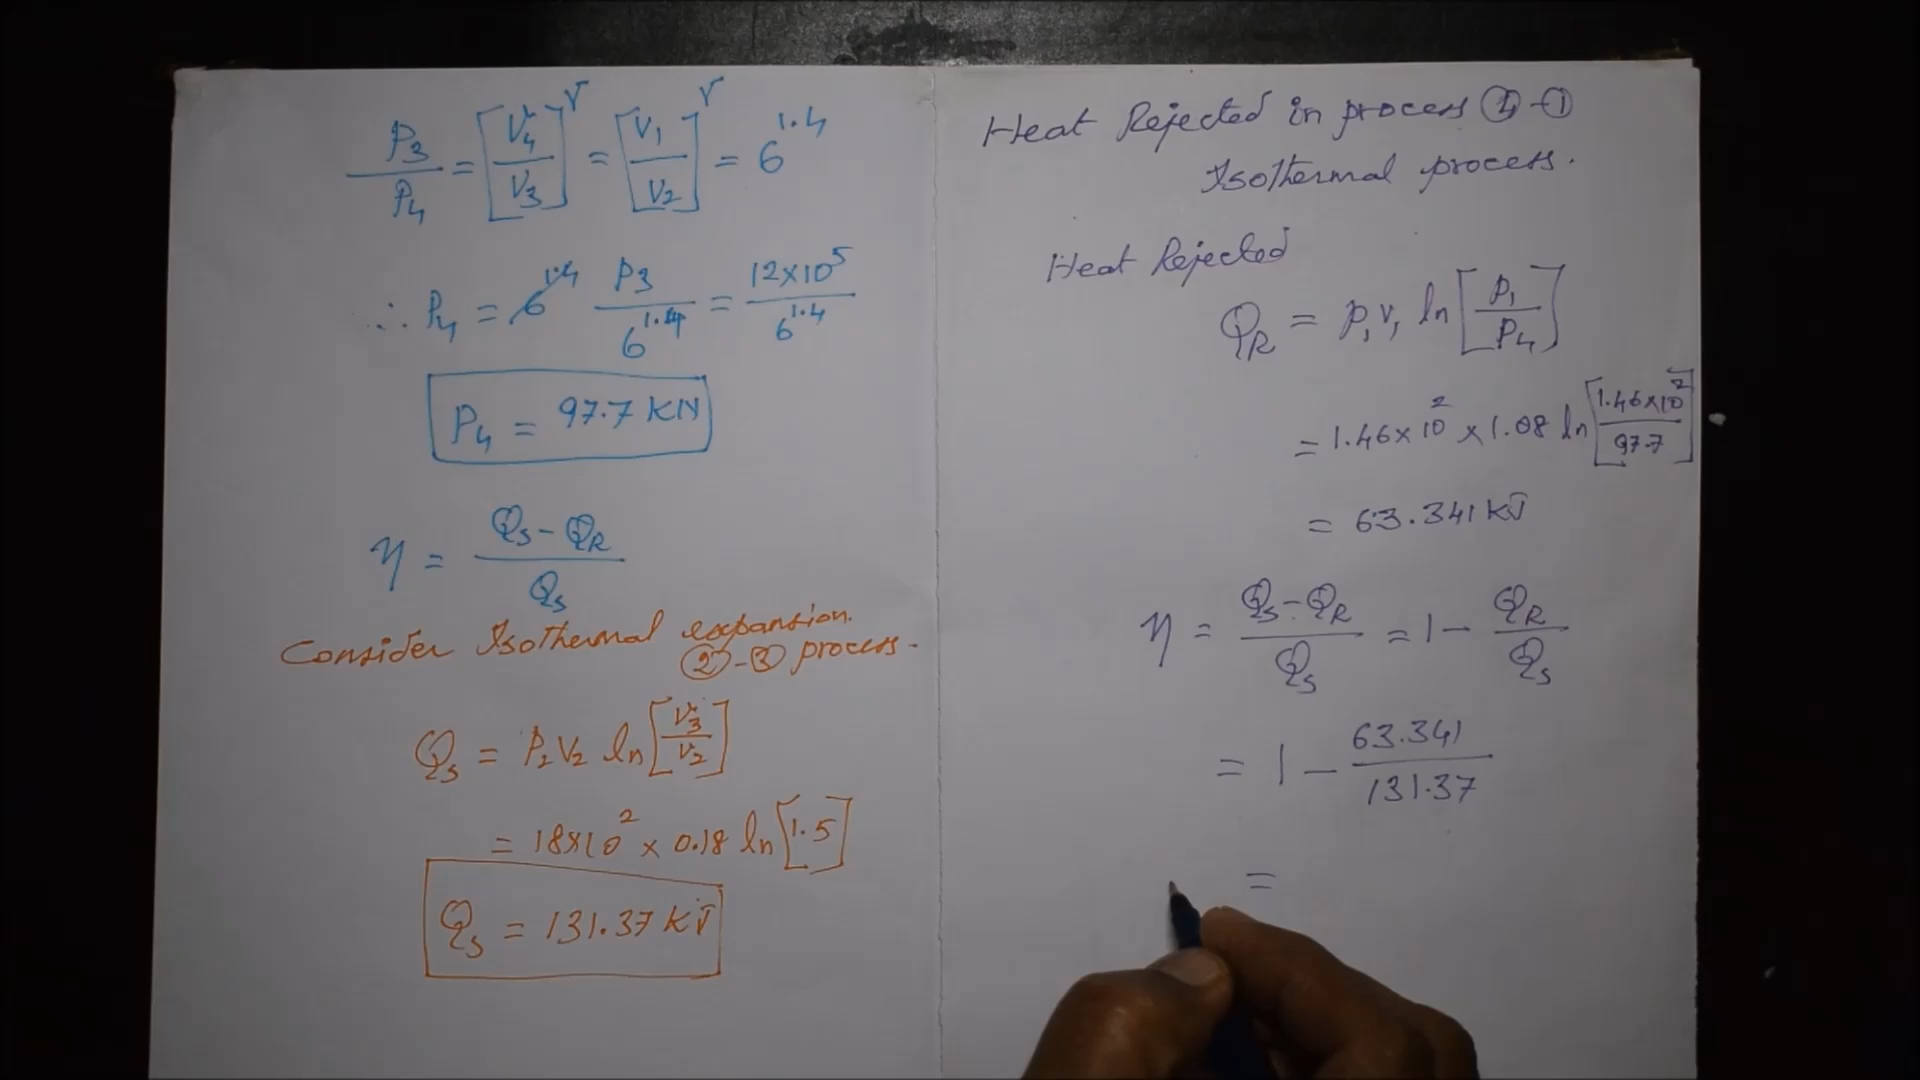 P3/P4 = [V4/V3]^γ = [V1/V2]^γ = 6^1.4
∴ P4 = 6^1.4 P3/6^1.4 = 12×10^5/6^1.4
P4 = 97.7 KN
η = QS - QR/QS
Consider Isothermal expansion.
②-③ process.
QS = P2V2 ln[V3/V2]
= 18×10^2 × 0.18 ln[1.5]
QS = 131.37 KJ
Heat Rejected in process ④-①
Isothermal process.
Heat Rejected
QR = P1V1 ln[P1/P4]
= 1.46×10^2 × 1.08 ln[1.46×10^2/97.7]
= 63.341 KJ
η = QS - QR/QS = 1 - QR/QS
= 1 - 63.341/131.37
=